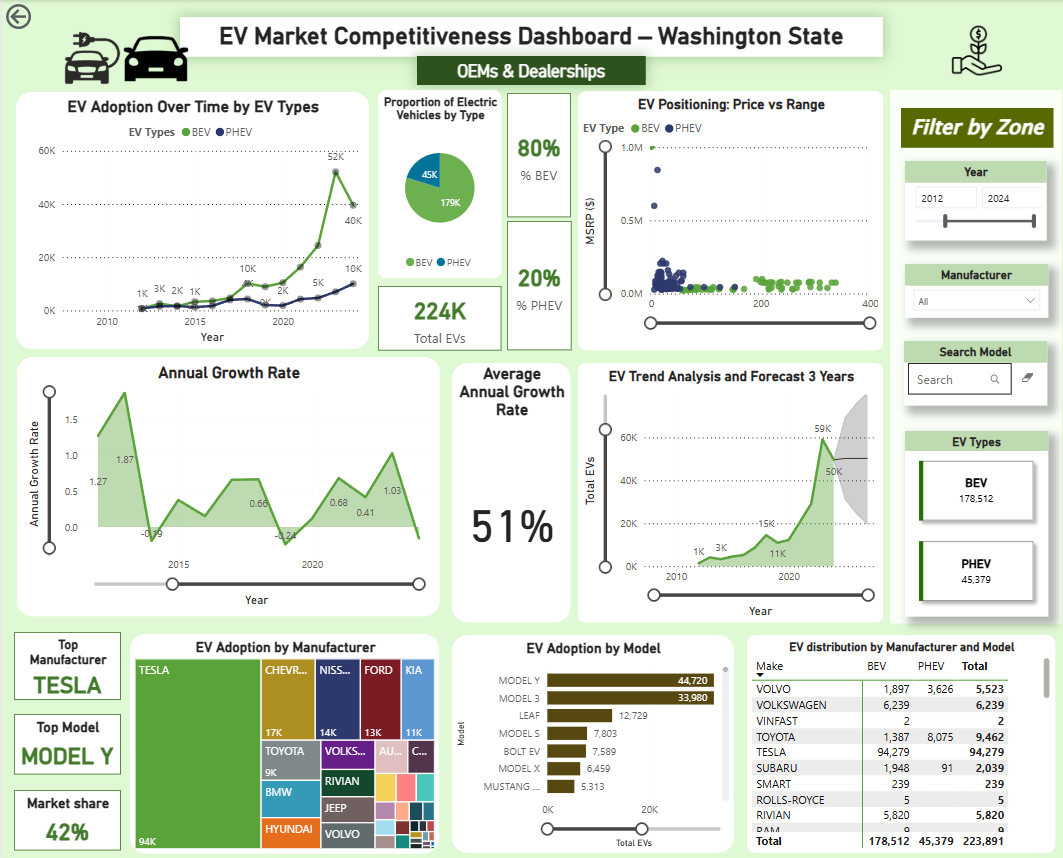 EV Market Competitiveness Dashboard – Washington State
OEMs & Dealerships
EV Adoption Over Time by EV Types
EV Types BEV PHEV
60K
40K
20K
0K
52K
40K
10K
10K
1K
3K
2K
1K
2K
5K
2010
2015
2020
Year
Proportion of Electric
Vehicles by Type
45K
179K
BEV PHEV
224K
Total EVs
80%
% BEV
20%
% PHEV
EV Positioning: Price vs Range
EV Type BEV PHEV
MSRP ($)
1.0M
0.5M
0.0M
0
200
400
Filter by Zone
Year
2012
2024
Manufacturer
All
Search Model
Search
EV Types
BEV
178,512
PHEV
45,379
Annual Growth Rate
Annual Growth Rate
1.5
1.0
0.5
0.0
1.27
1.87
-0.19
0.66
-0.24
0.68
0.41
1.03
2015
2020
Year
Average
Annual Growth
Rate
51%
EV Trend Analysis and Forecast 3 Years
Total EVs
60K
40K
20K
0K
1K
3K
15K
11K
59K
50K
2010
2020
Year
Top
Manufacturer
TESLA
Top Model
MODEL Y
Market share
42%
EV Adoption by Manufacturer
TESLA
94K
CHEVR...
17K
NISS...
14K
FORD
13K
KIA
11K
TOYOTA
9K
BMW
HYUNDAI
VOLKS...
RIVIAN
JEEP
VOLVO
AU...
C...
EV Adoption by Model
Model
MODEL Y 44,720
MODEL 3 33,980
LEAF 12,729
MODEL S 7,803
BOLT EV 7,589
MODEL X 6,459
MUSTANG ... 5,313
0K
20K
Total EVs
EV distribution by Manufacturer and Model
Make BEV PHEV Total
VOLVO 1,897 3,626 5,523
VOLKSWAGEN 6,239 6,239
VINFAST 2 2
TOYOTA 1,387 8,075 9,462
TESLA 94,279 94,279
SUBARU 1,948 91 2,039
SMART 239 239
ROLLS-ROYCE 5 5
RIVIAN 5,820 5,820
RAM 9 9
Total 178,512 45,379 223,891